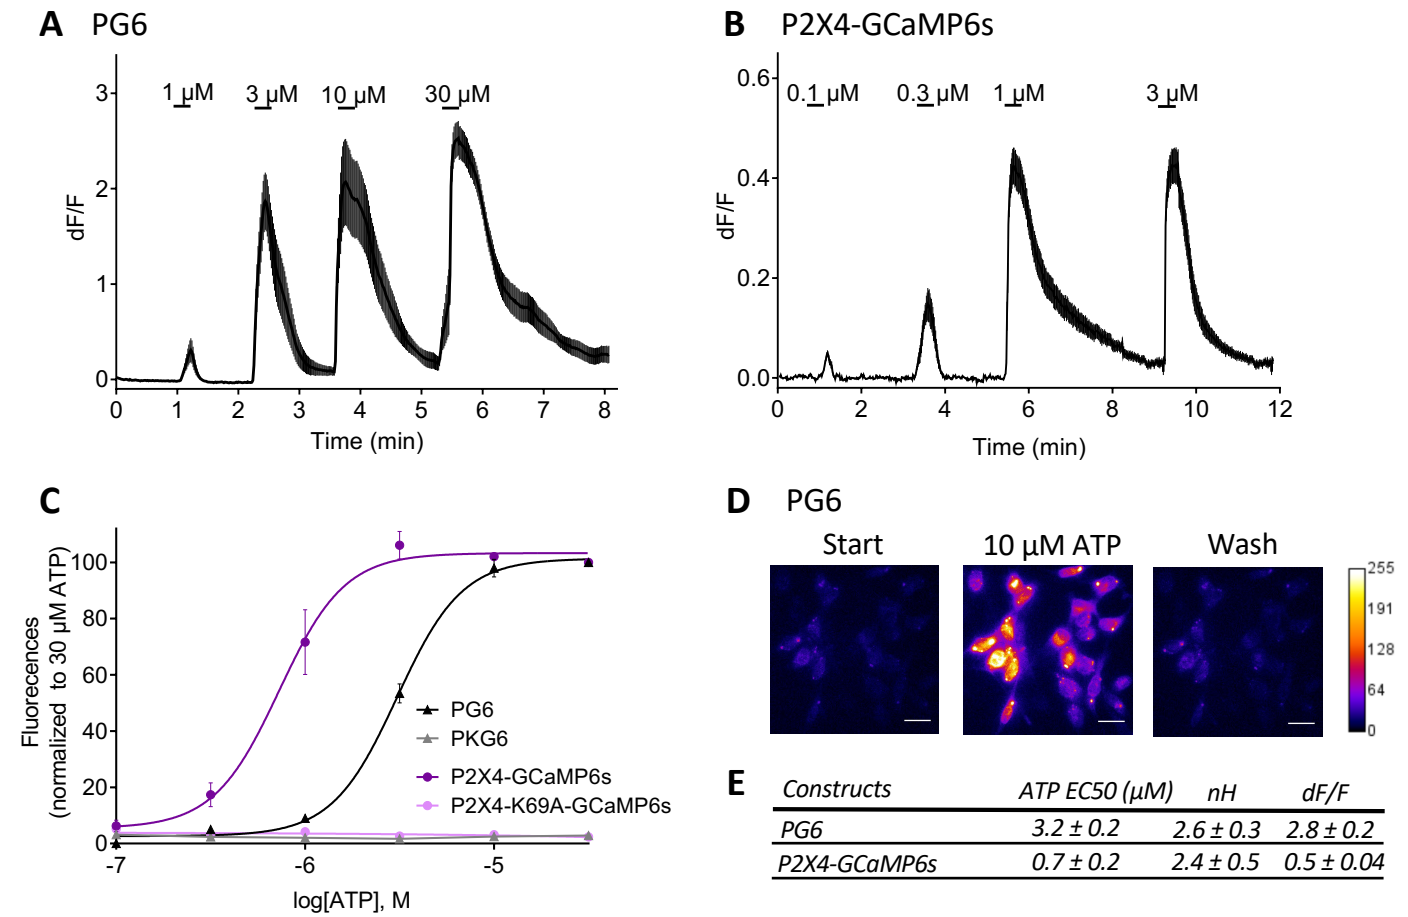 A PG6
3
2
1
0
dF/F
1 µM
3 µM
10 µM
30 µM
0 1 2 3 4 5 6 7 8
Time (min)
B P2X4-GCaMP6s
0.6
0.4
0.2
0.0
dF/F
0.1 µM
0.3 µM
1 µM
3 µM
0 2 4 6 8 10 12
Time (min)
C
Fluorecences
(normalized to 30 µM ATP)
100
80
60
40
20
0
PG6
PKG6
P2X4-GCaMP6s
P2X4-K69A-GCaMP6s
-7 -6 -5
log[ATP], M
D PG6
Start 10 µM ATP Wash
255
191
128
64
0
E
Constructs ATP EC50 (µM) nH dF/F
PG6 3.2 ± 0.2 2.6 ± 0.3 2.8 ± 0.2
P2X4-GCaMP6s 0.7 ± 0.2 2.4 ± 0.5 0.5 ± 0.04